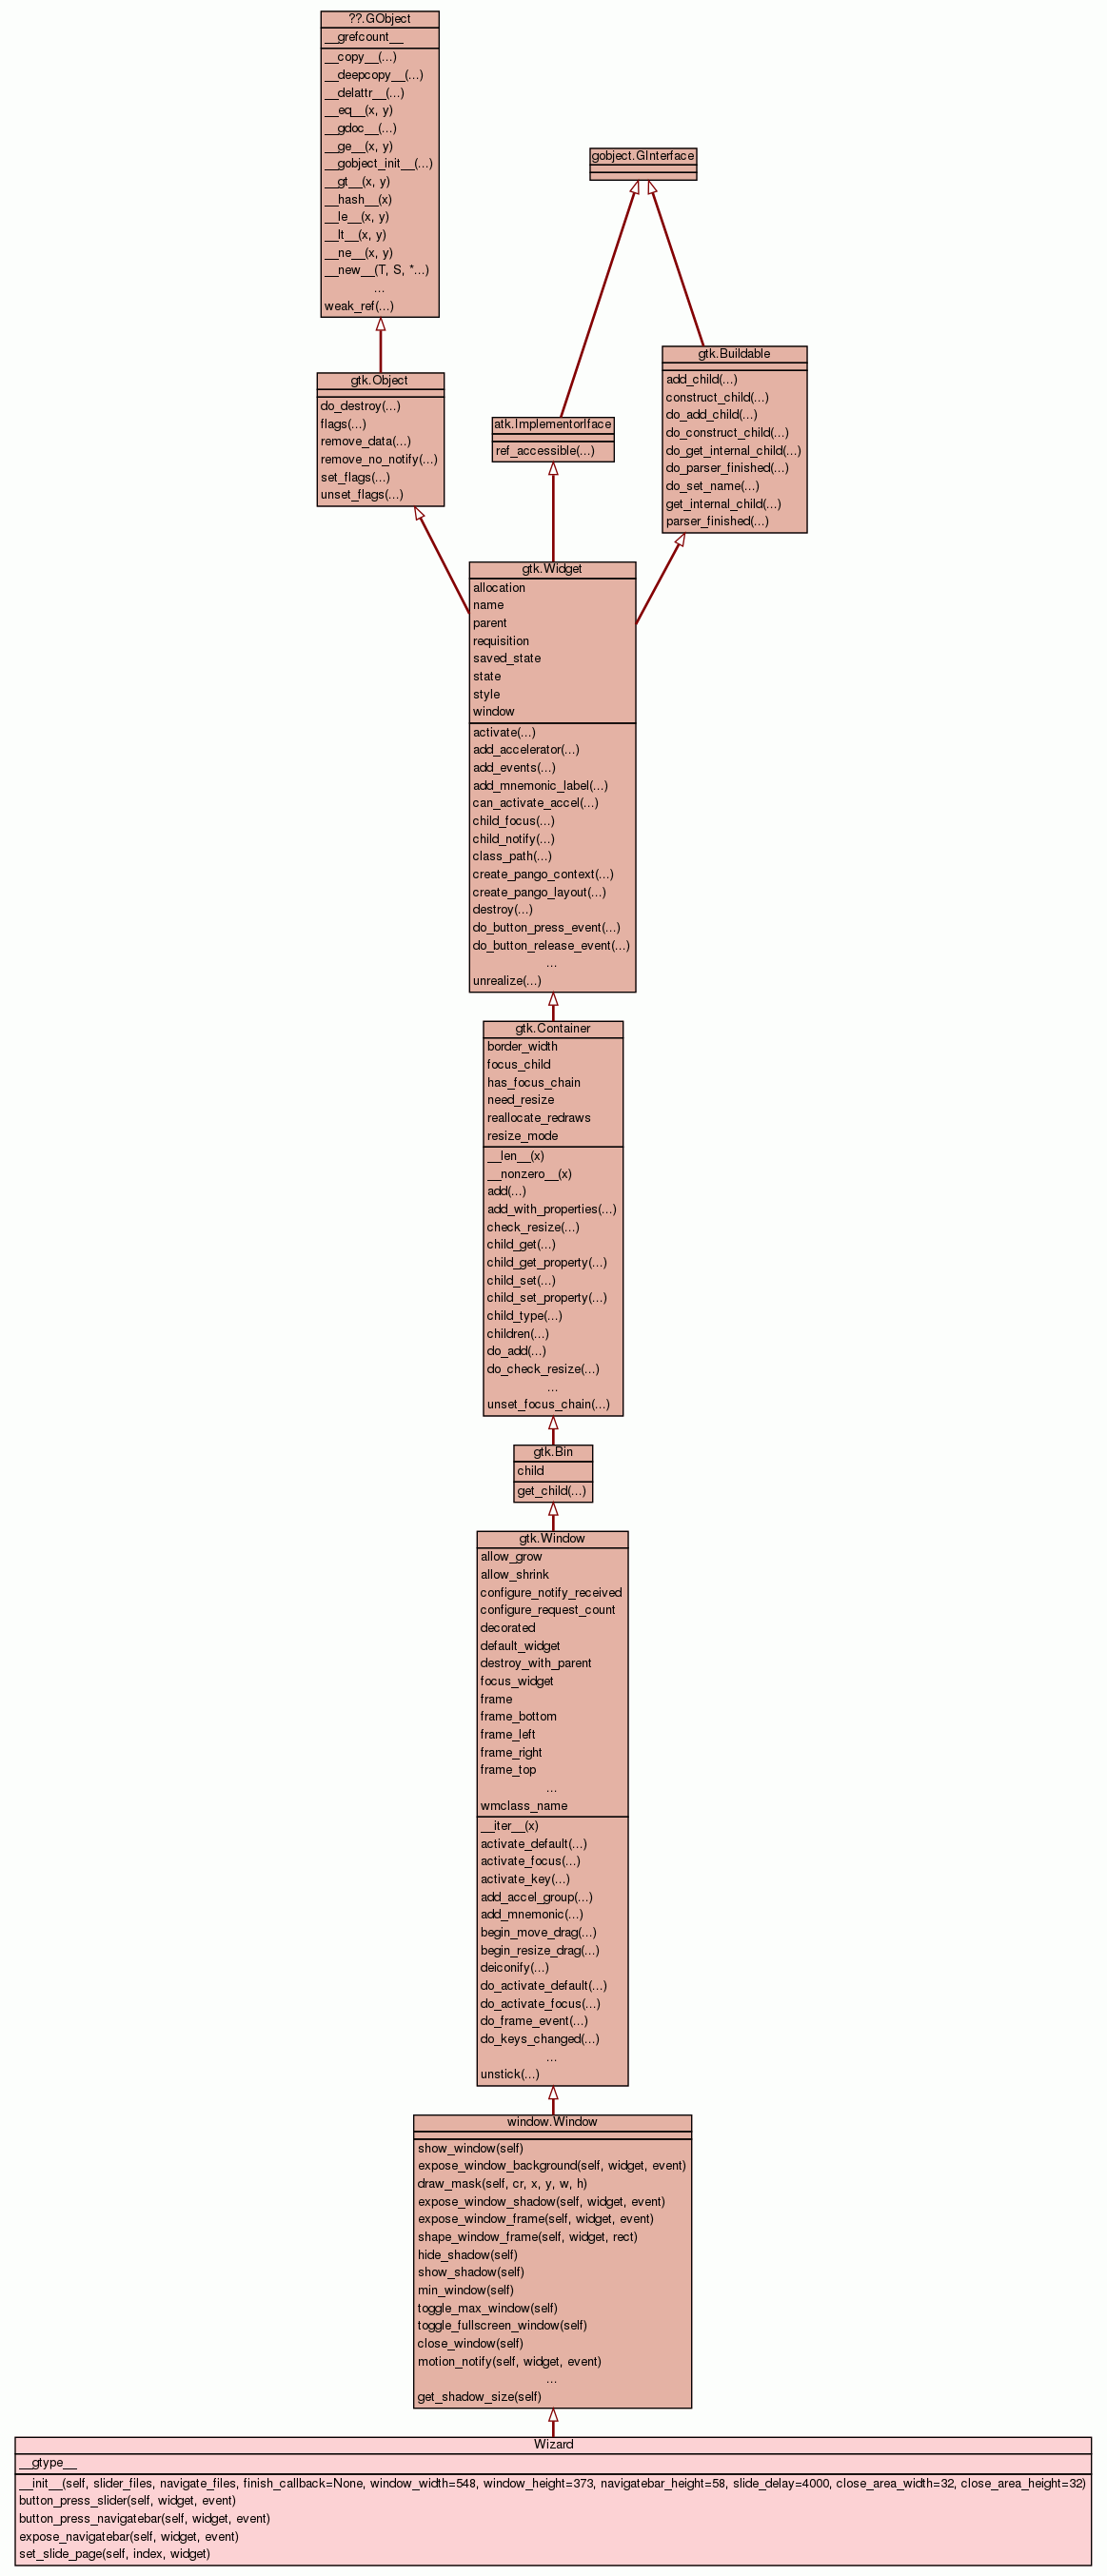 ??.GObject
__grefcount__
__copy__(...)
__deepcopy__(...)
__delattr__(...)
__eq__(x, y)
__gdoc__(...)
__ge__(x, y)
__gobject_init__(...)
__gt__(x, y)
__hash__(x)
__le__(x, y)
__lt__(x, y)
__ne__(x, y)
__new__(T, S, *...)
...
weak_ref(...)
gobject.GInterface
gtk.Object
do_destroy(...)
flags(...)
remove_data(...)
remove_no_notify(...)
set_flags(...)
unset_flags(...)
atk.ImplementorIface
ref_accessible(...)
gtk.Buildable
add_child(...)
construct_child(...)
do_add_child(...)
do_construct_child(...)
do_get_internal_child(...)
do_parser_finished(...)
do_set_name(...)
get_internal_child(...)
parser_finished(...)
gtk.Widget
allocation
name
parent
requisition
saved_state
state
style
window
activate(...)
add_accelerator(...)
add_events(...)
add_mnemonic_label(...)
can_activate_accel(...)
child_focus(...)
child_notify(...)
class_path(...)
create_pango_context(...)
create_pango_layout(...)
destroy(...)
do_button_press_event(...)
do_button_release_event(...)
...
unrealize(...)
gtk.Container
border_width
focus_child
has_focus_chain
need_resize
reallocate_redraws
resize_mode
__len__(x)
__nonzero__(x)
add(...)
add_with_properties(...)
check_resize(...)
child_get(...)
child_get_property(...)
child_set(...)
child_set_property(...)
child_type(...)
children(...)
do_add(...)
do_check_resize(...)
...
unset_focus_chain(...)
gtk.Bin
child
get_child(...)
gtk.Window
allow_grow
allow_shrink
configure_notify_received
configure_request_count
decorated
default_widget
destroy_with_parent
focus_widget
frame
frame_bottom
frame_left
frame_right
frame_top
...
wmclass_name
__iter__(x)
activate_default(...)
activate_focus(...)
activate_key(...)
add_accel_group(...)
add_mnemonic(...)
begin_move_drag(...)
begin_resize_drag(...)
deiconify(...)
do_activate_default(...)
do_activate_focus(...)
do_frame_event(...)
do_keys_changed(...)
...
unstick(...)
window.Window
show_window(self)
expose_window_background(self, widget, event)
draw_mask(self, cr, x, y, w, h)
expose_window_shadow(self, widget, event)
expose_window_frame(self, widget, event)
shape_window_frame(self, widget, rect)
hide_shadow(self)
show_shadow(self)
min_window(self)
toggle_max_window(self)
toggle_fullscreen_window(self)
close_window(self)
motion_notify(self, widget, event)
...
get_shadow_size(self)
Wizard
__gtype__
__init__(self, slider_files, navigate_files, finish_callback=None, window_width=548, window_height=373, navigatebar_height=58, slide_delay=4000, close_area_width=32, close_area_height=32)
button_press_slider(self, widget, event)
button_press_navigatebar(self, widget, event)
expose_navigatebar(self, widget, event)
set_slide_page(self, index, widget)